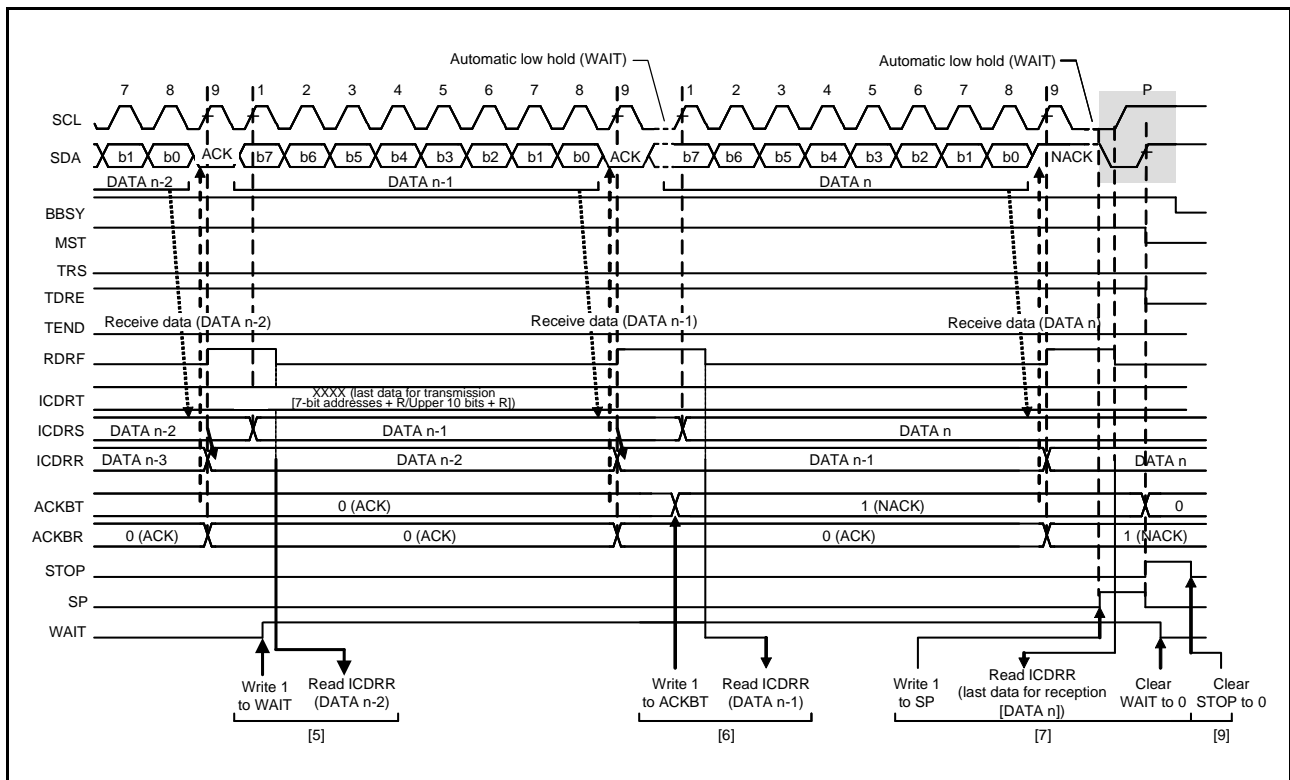 Automatic low hold (WAIT)
Automatic low hold (WAIT)
7 8 9 1 2 3 4 5 6 7 8 9 1 2 3 4 5 6 7 8 9 P
SCL
SDA b1 b0 ACK b7 b6 b5 b4 b3 b2 b1 b0 ACK b7 b6 b5 b4 b3 b2 b1 b0 NACK
DATA n-2 DATA n-1 DATA n
BBSY
MST
TRS
TDRE
Receive data (DATA n-2) Receive data (DATA n-1) Receive data (DATA n)
TEND
RDRF
XXXX (last data for transmission
ICDRT
[7-bit addresses + R/Upper 10 bits + R])
ICDRS DATA n-2 DATA n-1 DATA n
ICDRR DATA n-3 DATA n-2 DATA n-1 DATA n
ACKBT 0 (ACK) 1 (NACK) 0
ACKBR 0 (ACK) 0 (ACK) 0 (ACK) 1 (NACK)
STOP
SP
WAIT
Write 1
to WAIT
Read ICDRR
(DATA n-2)
Write 1
to ACKBT
Read ICDRR
(DATA n-1)
Write 1
to SP
Read ICDRR
(last data for reception
[DATA n])
Clear
WAIT to 0
Clear
STOP to 0
[5] [6] [7] [9]